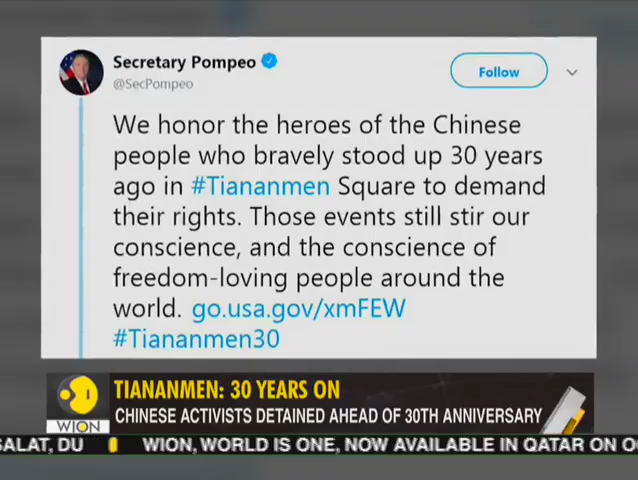 Secretary Pompeo
@SecPompeo
Follow
We honor the heroes of the Chinese
people who bravely stood up 30 years
ago in #Tiananmen Square to demand
their rights. Those events still stir our
conscience, and the conscience of
freedom-loving people around the
world. go.usa.gov/xmFEW
#Tiananmen30
TIANANMEN: 30 YEARS ON
CHINESE ACTIVISTS DETAINED AHEAD OF 30TH ANNIVERSARY
WION
SALAT, DU WION, WORLD IS ONE, NOW AVAILABLE IN QATAR ON O